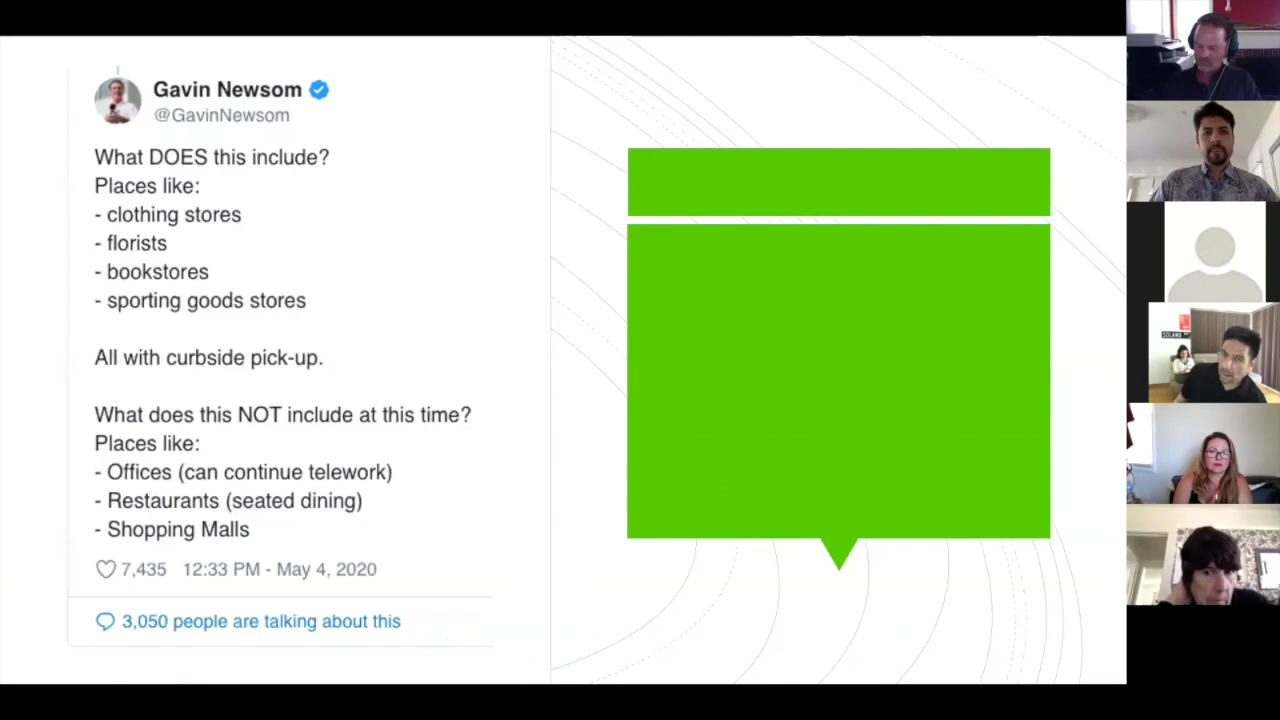 Gavin Newsom
@GavinNewsom
What DOES this include?
Places like:
- clothing stores
- florists
- bookstores
- sporting goods stores
All with curbside pick-up.
What does this NOT include at this time?
Places like:
- Offices (can continue telework)
- Restaurants (seated dining)
- Shopping Malls
7,435 12:33 PM - May 4, 2020
3,050 people are talking about this
SOLANO